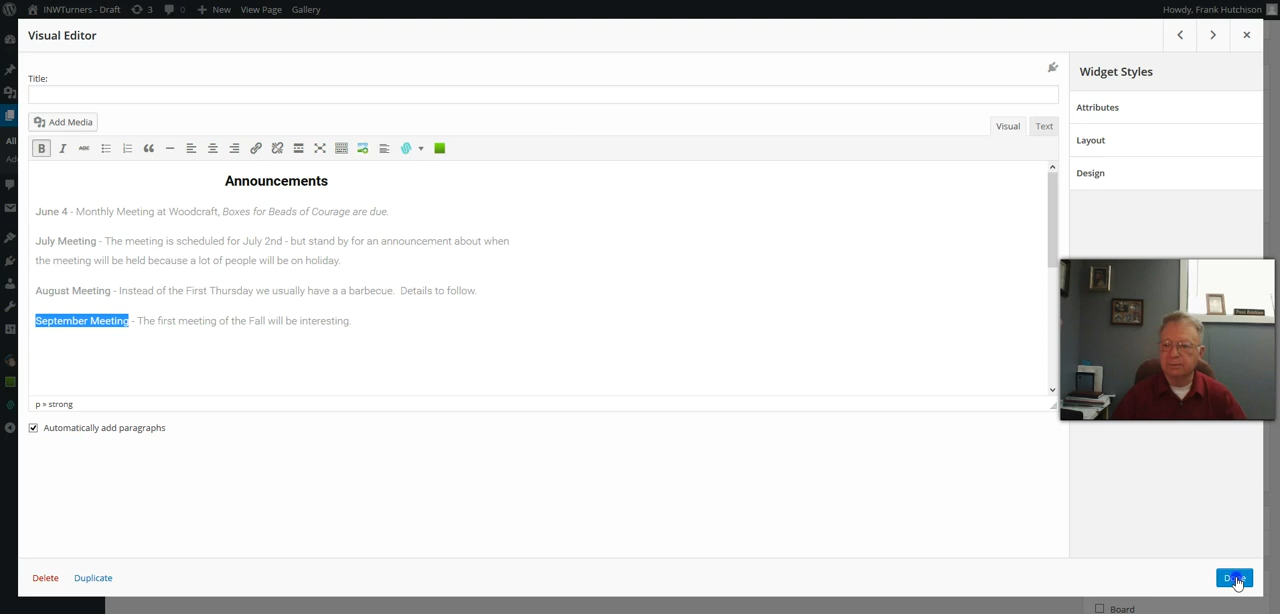 INWTurners - Draft 3 0 New View Page Gallery Howdy, Frank Hutchison
Visual Editor
Title:
Widget Styles
Attributes
Layout
Design
Add Media
Visual Text
B I ABC
Announcements
June 4 - Monthly Meeting at Woodcraft, Boxes for Beads of Courage are due.
July Meeting - The meeting is scheduled for July 2nd - but stand by for an announcement about when
the meeting will be held because a lot of people will be on holiday.
August Meeting - Instead of the First Thursday we usually have a a barbecue. Details to follow.
September Meeting - The first meeting of the Fall will be interesting.
p » strong
Automatically add paragraphs
Delete Duplicate
Board